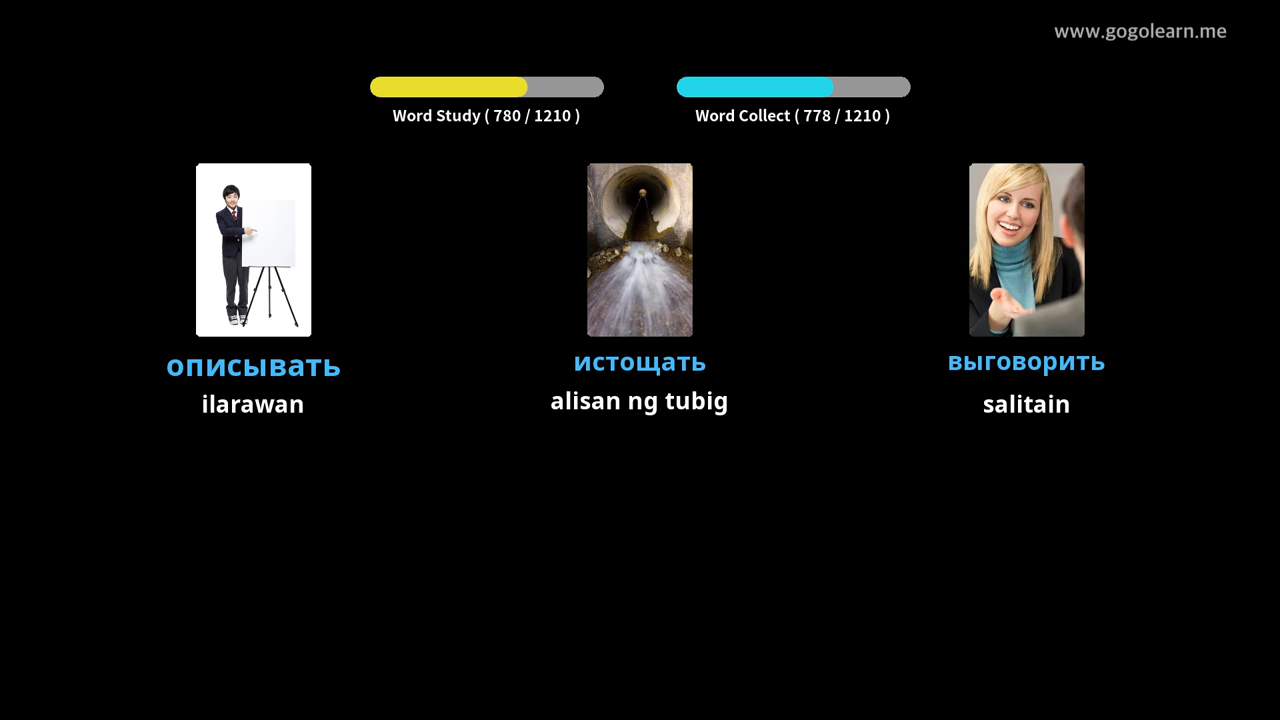 www.gogolearn.me
Word Study ( 780 / 1210 )
Word Collect ( 778 / 1210 )
описывать
ilarawan
истощать
alisan ng tubig
выговорить
salitain